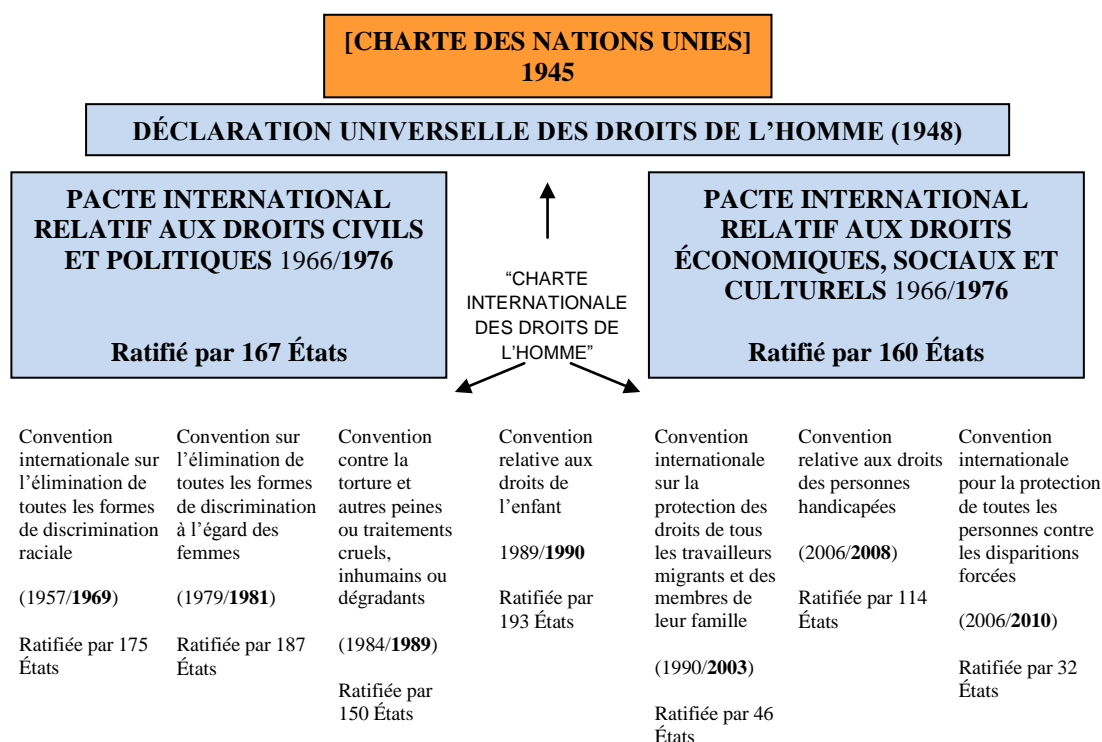 [CHARTE DES NATIONS UNIES]
1945
DÉCLARATION UNIVERSELLE DES DROITS DE L’HOMME (1948)
PACTE INTERNATIONAL
RELATIF AUX DROITS CIVILS
ET POLITIQUES 1966/1976
Ratifié par 167 États
“CHARTE
INTERNATIONALE
DES DROITS DE
L’HOMME”
PACTE INTERNATIONAL
RELATIF AUX DROITS
ÉCONOMIQUES, SOCIAUX ET
CULTURELS 1966/1976
Ratifié par 160 États
Convention
internationale sur
l’élimination de
toutes les formes
de discrimination
raciale
(1957/1969)
Ratifiée par 175
États
Convention sur
l’élimination de
toutes les formes
de discrimination
à l’égard des
femmes
(1979/1981)
Ratifiée par 187
États
Convention
contre la
torture et
autres peines
ou traitements
cruels,
inhumains ou
dégradants
(1984/1989)
Ratifiée par
150 États
Convention
relative aux
droits de
l’enfant
1989/1990
Ratifiée par
193 États
Convention
internationale
sur la
protection des
droits de tous
les travailleurs
migrants et des
membres de
leur famille
(1990/2003)
Ratifiée par 46
États
Convention
relative aux droits
des personnes
handicapées
(2006/2008)
Ratifiée par 114
États
Convention
internationale
pour la protection
de toutes les
personnes contre
les disparitions
forcées
(2006/2010)
Ratifiée par 32
États